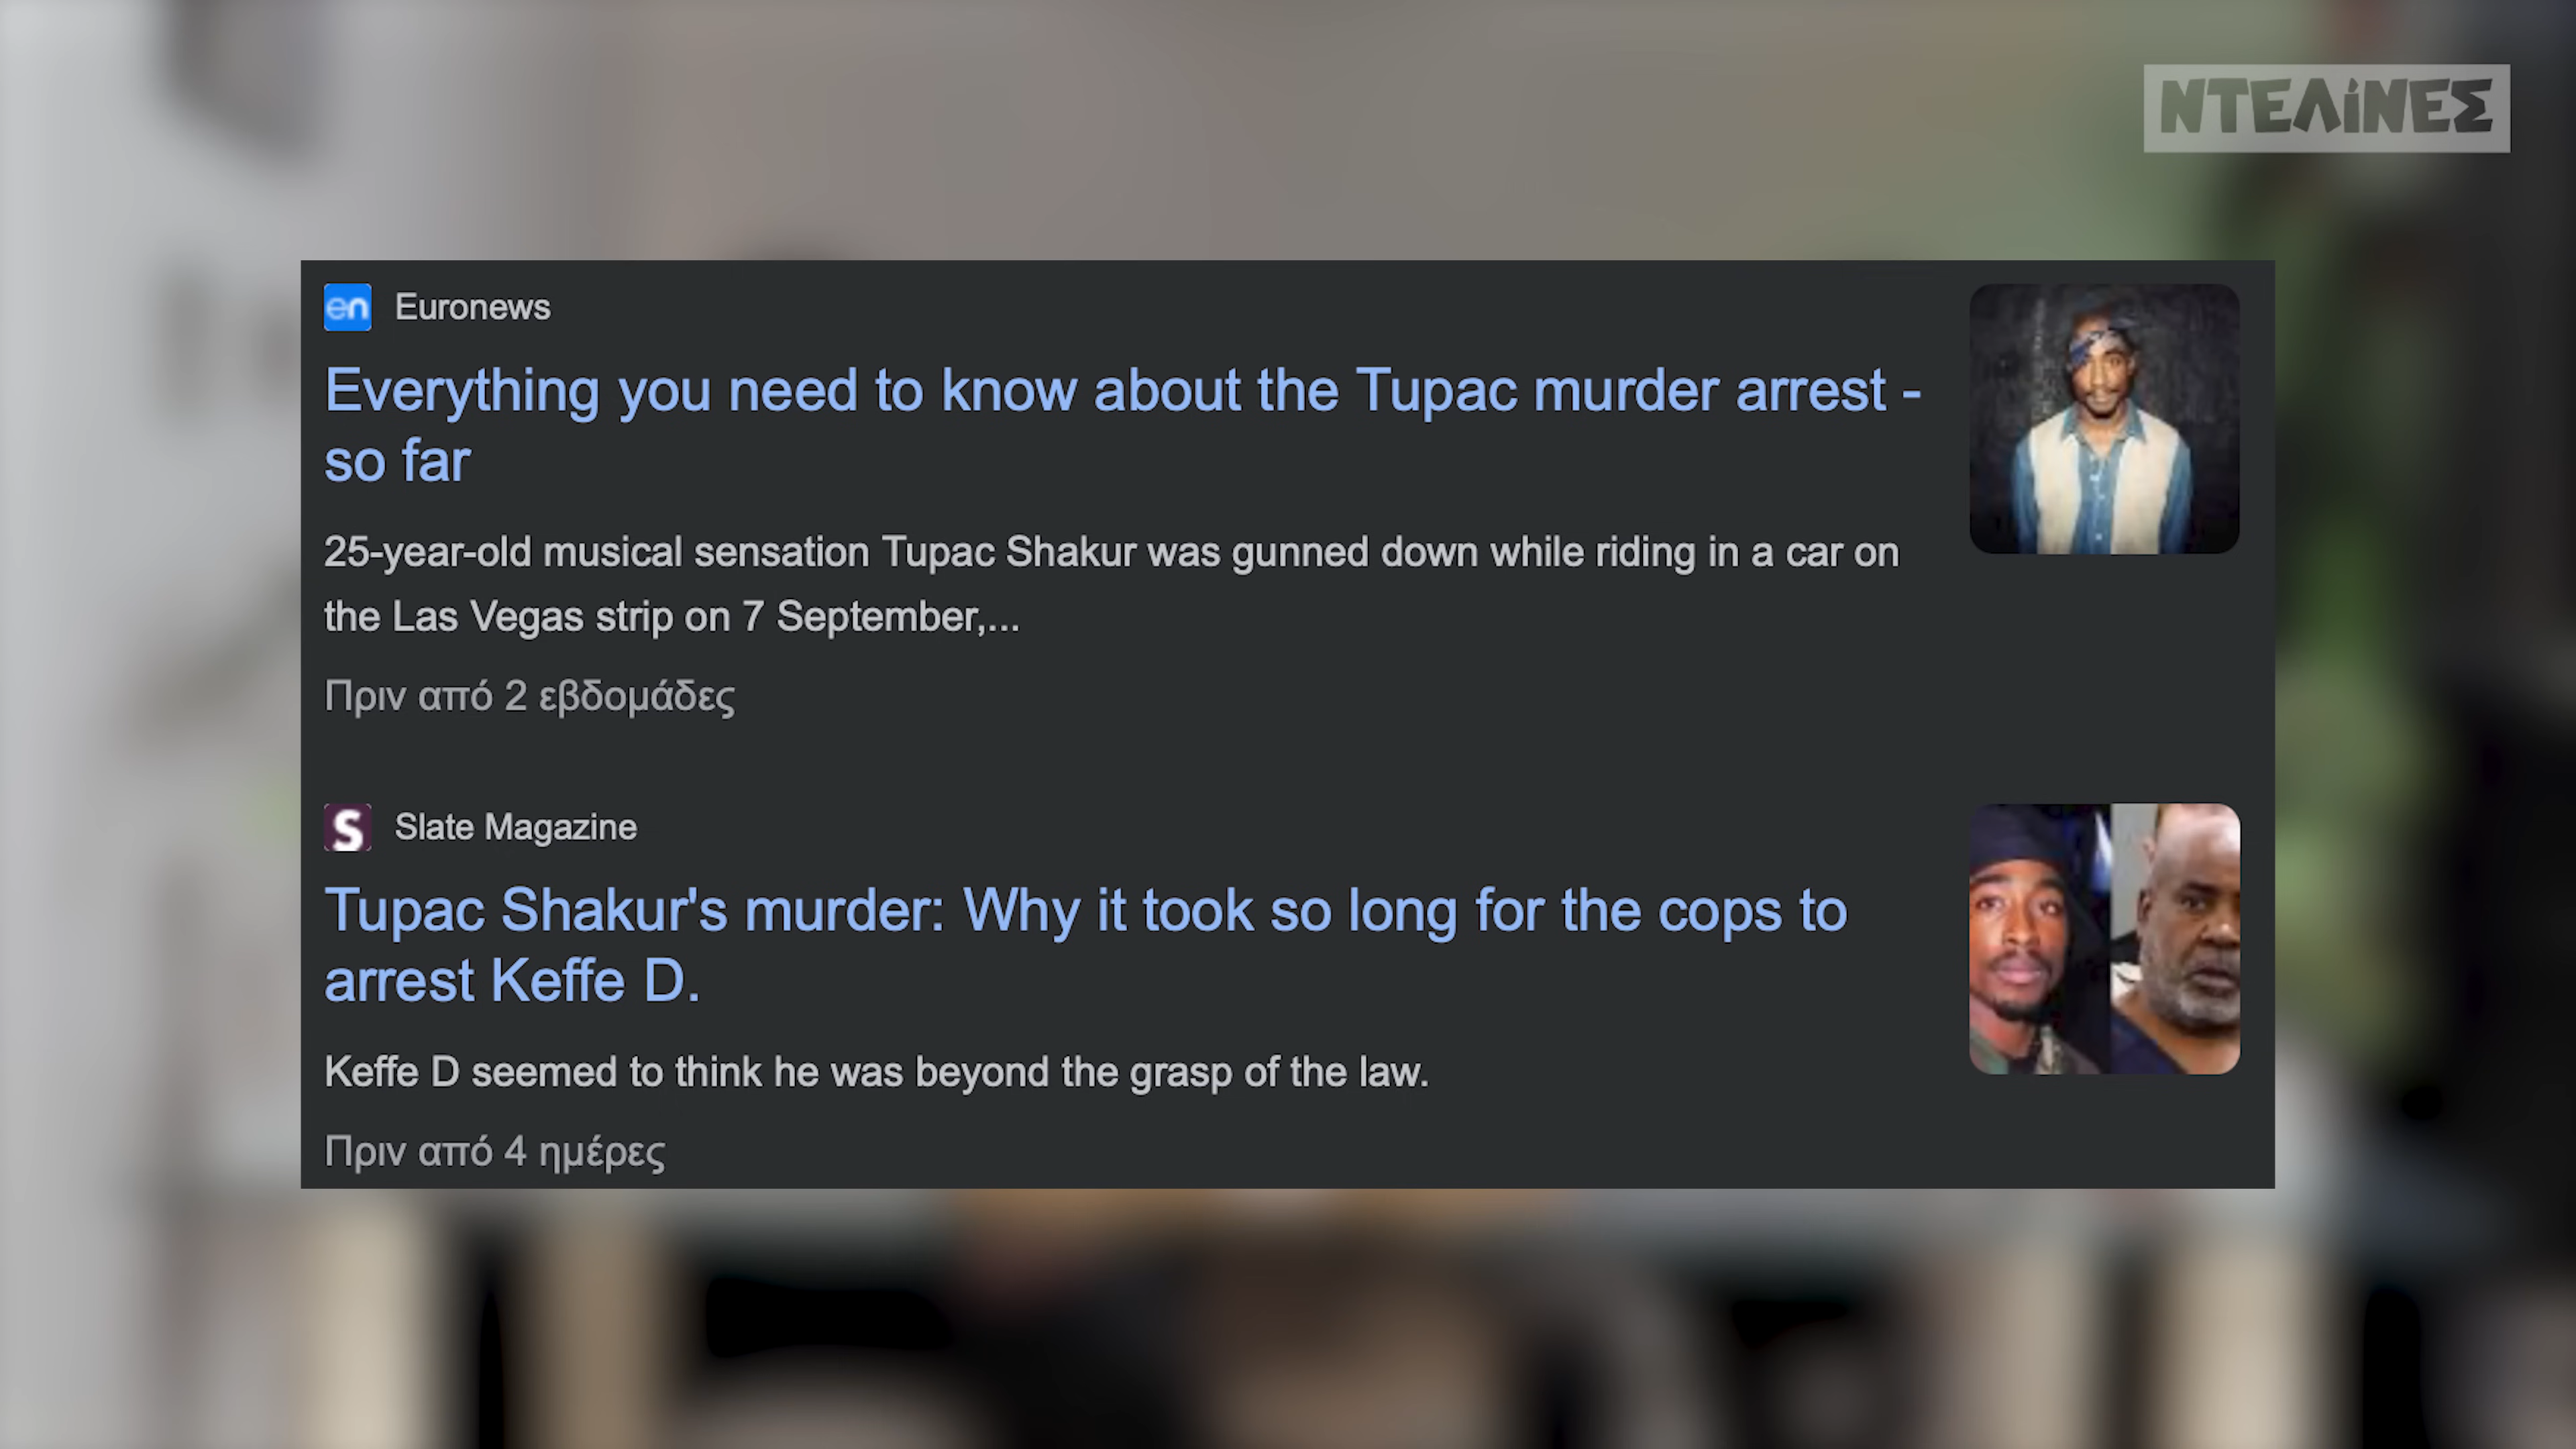 ΝΤΕΛίΝΕΣ
en Euronews
Everything you need to know about the Tupac murder arrest -
so far
25-year-old musical sensation Tupac Shakur was gunned down while riding in a car on
the Las Vegas strip on 7 September,...
Πριν από 2 εβδομάδες
S Slate Magazine
Tupac Shakur's murder: Why it took so long for the cops to
arrest Keffe D.
Keffe D seemed to think he was beyond the grasp of the law.
Πριν από 4 ημέρες